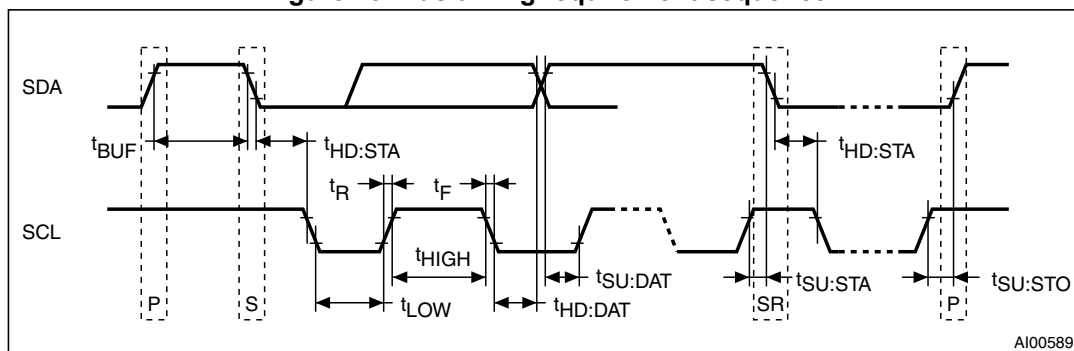 SDA
tBUF
tHD:STA
tHD:STA
tR
tF
SCL
tHIGH
tSU:DAT
tSU:STA
tSU:STO
P
S
tLOW
tHD:DAT
SR
P
AI00589